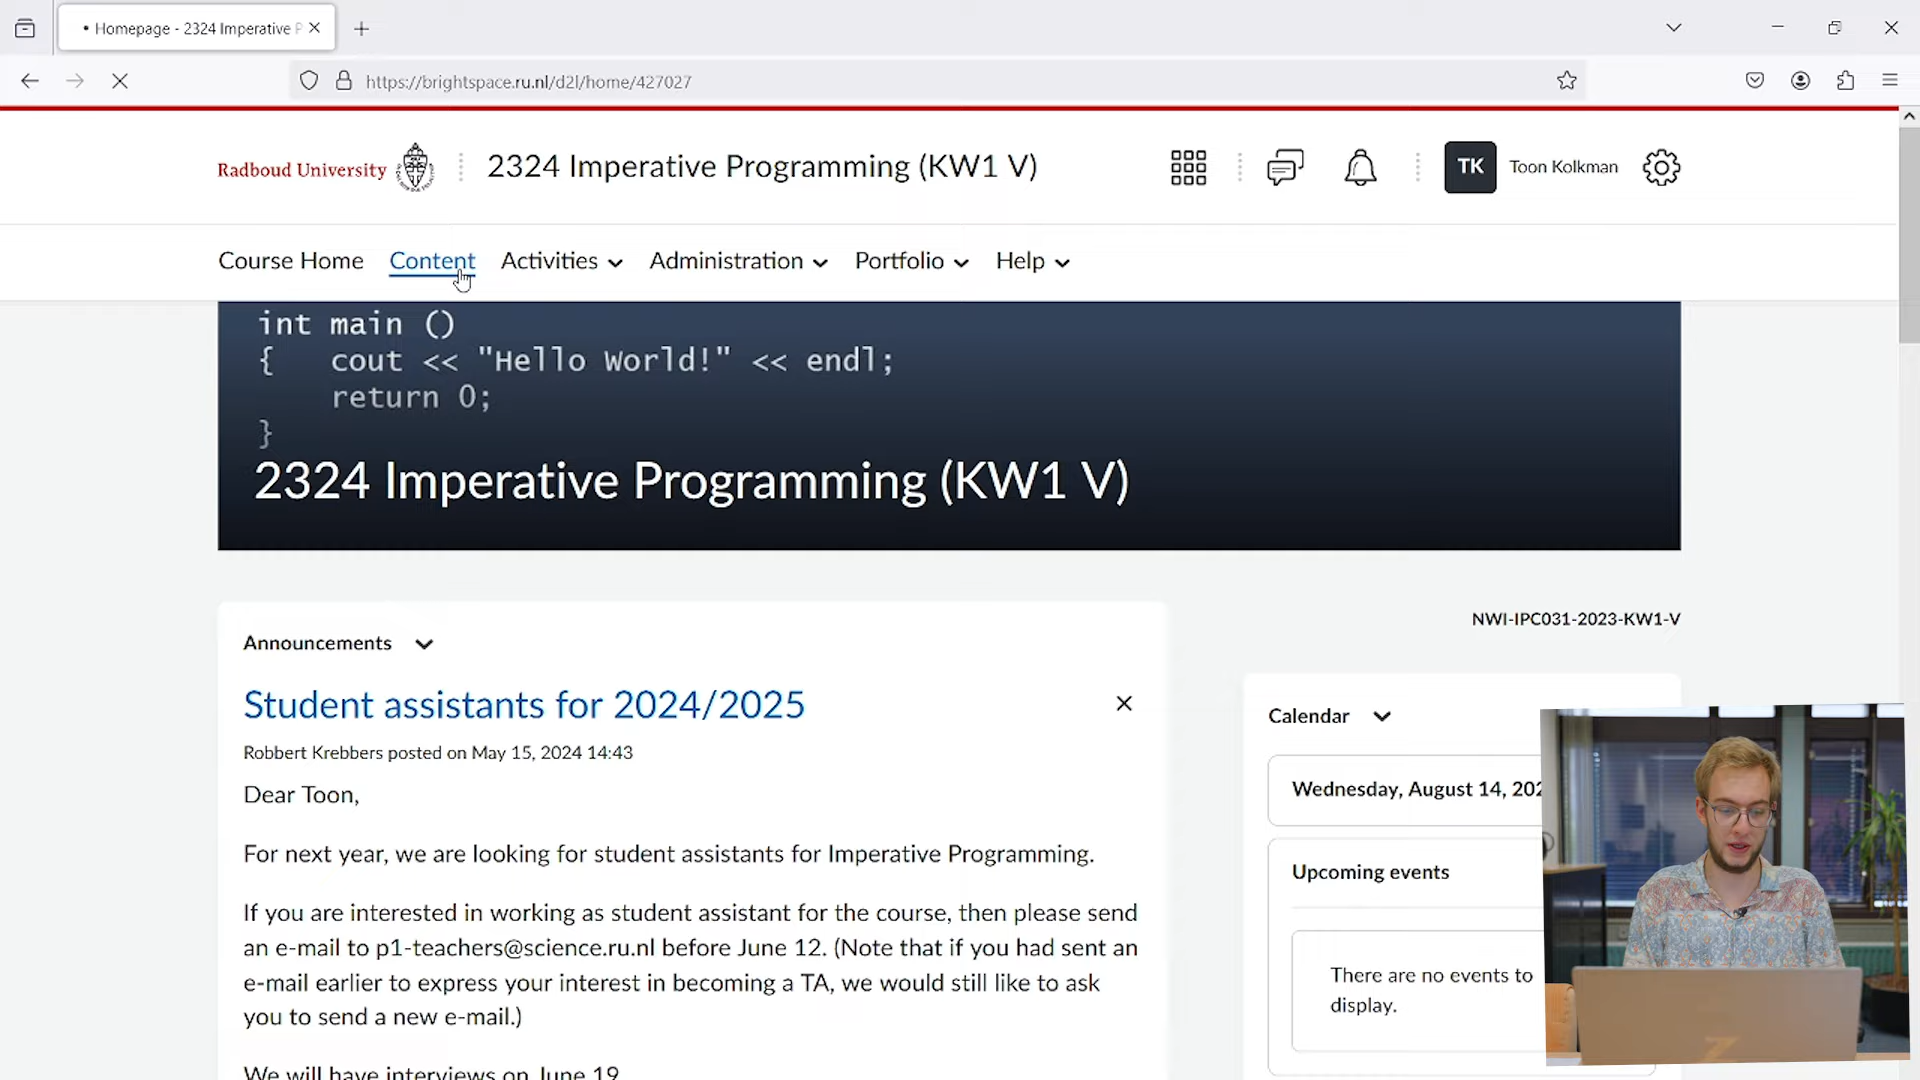 Homepage - 2324 Imperative P
https://brightspace.ru.nl/d2l/home/427027
Radboud University
2324 Imperative Programming (KW1 V)
TK
Toon Kolkman
Course Home
Content
Activities
Administration
Portfolio
Help
int main ()
{ cout << "Hello World!" << endl;
return 0;
}
2324 Imperative Programming (KW1 V)
NWI-IPC031-2023-KW1-V
Announcements
Student assistants for 2024/2025
Robbert Krebbers posted on May 15, 2024 14:43
Dear Toon,
For next year, we are looking for student assistants for Imperative Programming.
If you are interested in working as student assistant for the course, then please send
an e-mail to p1-teachers@science.ru.nl before June 12. (Note that if you had sent an
e-mail earlier to express your interest in becoming a TA, we would still like to ask
you to send a new e-mail.)
We will have interviews on June 19
Calendar
Wednesday, August 14, 202
Upcoming events
There are no events to
display.